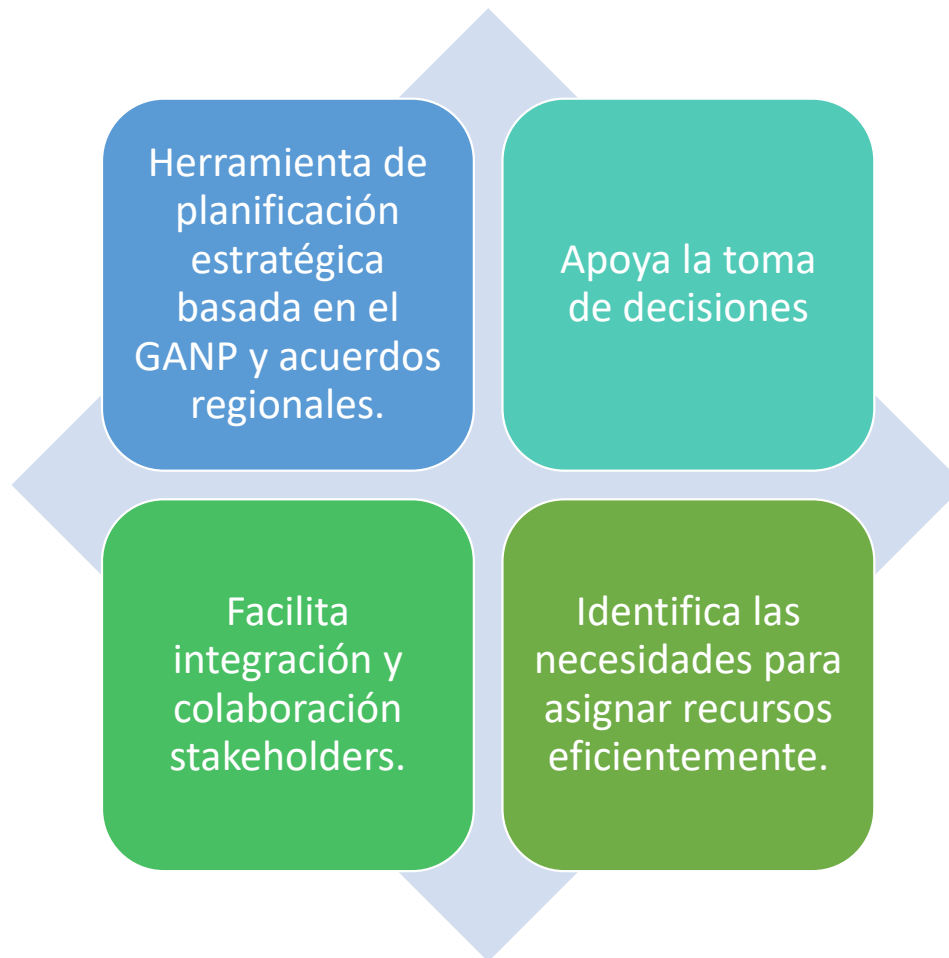 Herramienta de
planificación
estratégica
basada en el
GANP y acuerdos
regionales.
Apoya la toma
de decisiones
Facilita
integración y
colaboración
stakeholders.
Identifica las
necesidades para
asignar recursos
eficientemente.